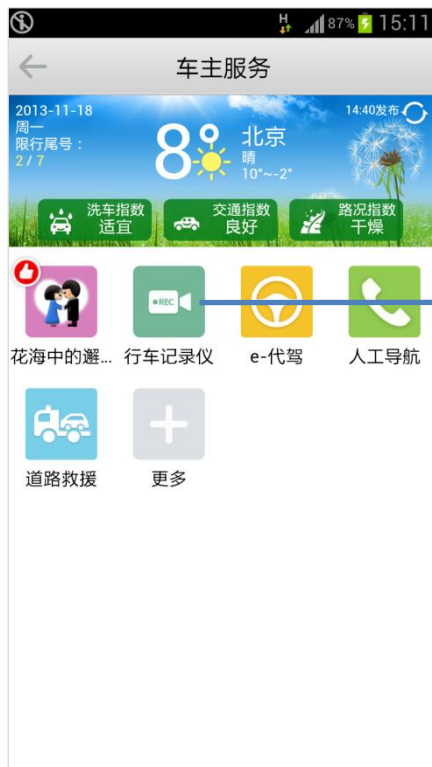 H 87% 15:11
车主服务
2013-11-18
周一
限行尾号：
2 / 7
8°
北京
晴
10°~-2°
14:40发布
洗车指数
适宜
交通指数
良好
路况指数
干燥
REC
花海中的邂...
行车记录仪
e-代驾
人工导航
道路救援
更多